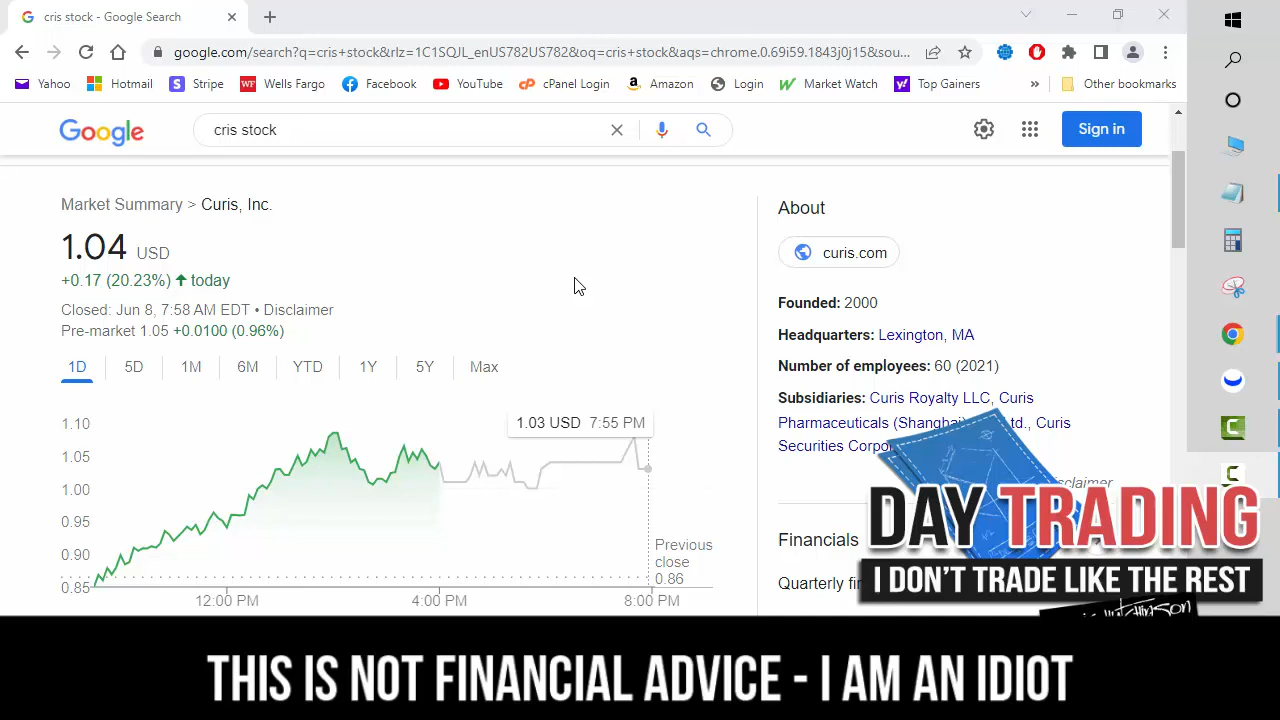 cris stock - Google Search
google.com/search?q=cris+stock&rlz=1C1SQJL_enUS782US782&oq=cris+stock&aqs=chrome.0.69i59.1843j0j15&sou...
Yahoo Hotmail Stripe Wells Fargo Facebook YouTube cPanel Login Amazon Login Market Watch Top Gainers » Other bookmarks
Google cris stock Sign in
Market Summary > Curis, Inc.
1.04 USD
+0.17 (20.23%) today
Closed: Jun 8, 7:58 AM EDT • Disclaimer
Pre-market 1.05 +0.0100 (0.96%)
1D 5D 1M 6M YTD 1Y 5Y Max
1.03 USD 7:55 PM
1.10
1.05
1.00
0.95
0.90
0.85
Previous
close
0.86
12:00 PM 4:00 PM 8:00 PM
About
curis.com
Founded: 2000
Headquarters: Lexington, MA
Number of employees: 60 (2021)
Subsidiaries: Curis Royalty LLC, Curis
Pharmaceuticals (Shanghai) td., Curis
Securities Corpo
sclaimer
Financials
Quarterly fi
DAY TRADING
I DON'T TRADE LIKE THE REST
THIS IS NOT FINANCIAL ADVICE - I AM AN IDIOT